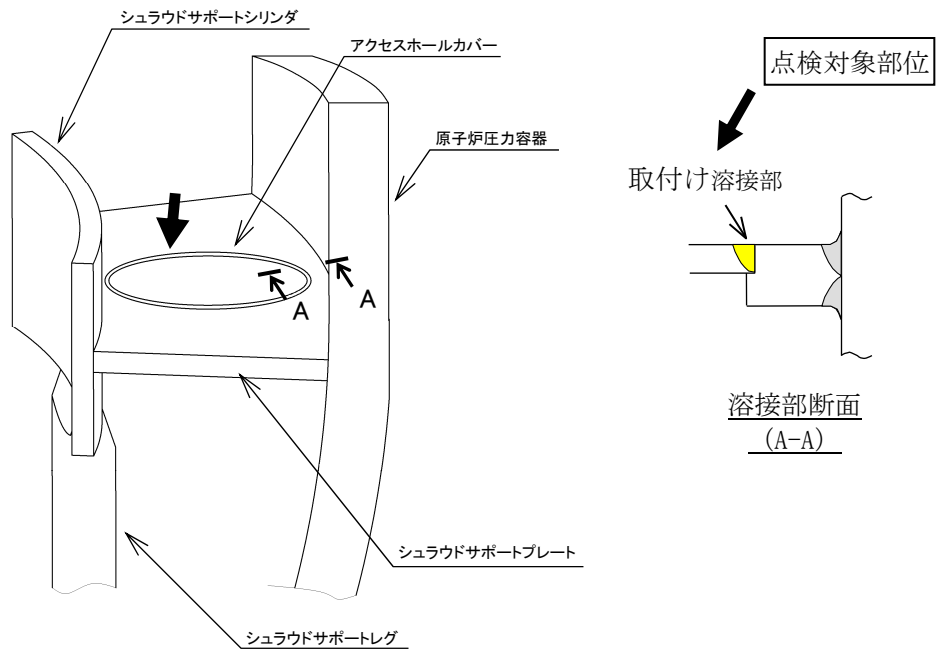 シュラウドサポートシリンダ
アクセスホールカバー
原子炉圧力容器
A
A
シュラウドサポートプレート
シュラウドサポートレグ
点検対象部位
取付け溶接部
溶接部断面
(A-A)